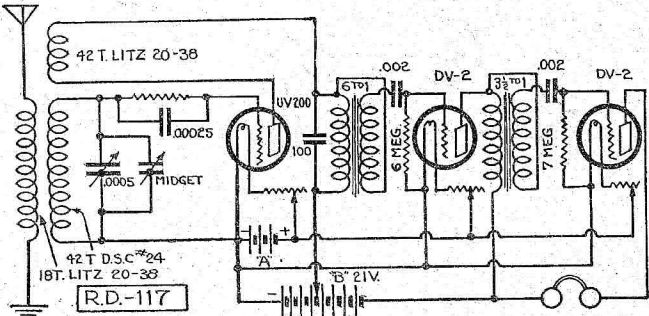 42 T. LITZ 20-38
UV200
6 TO 1
.002
DV-2
3½ TO 1
.002
DV-2
.00025
100
6 MEG.
7 MEG.
.0005
MIDGET
- +
"A"
42 T D.S.C #24
18T. LITZ 20-38
R.D.-117
-
"B" 21V.